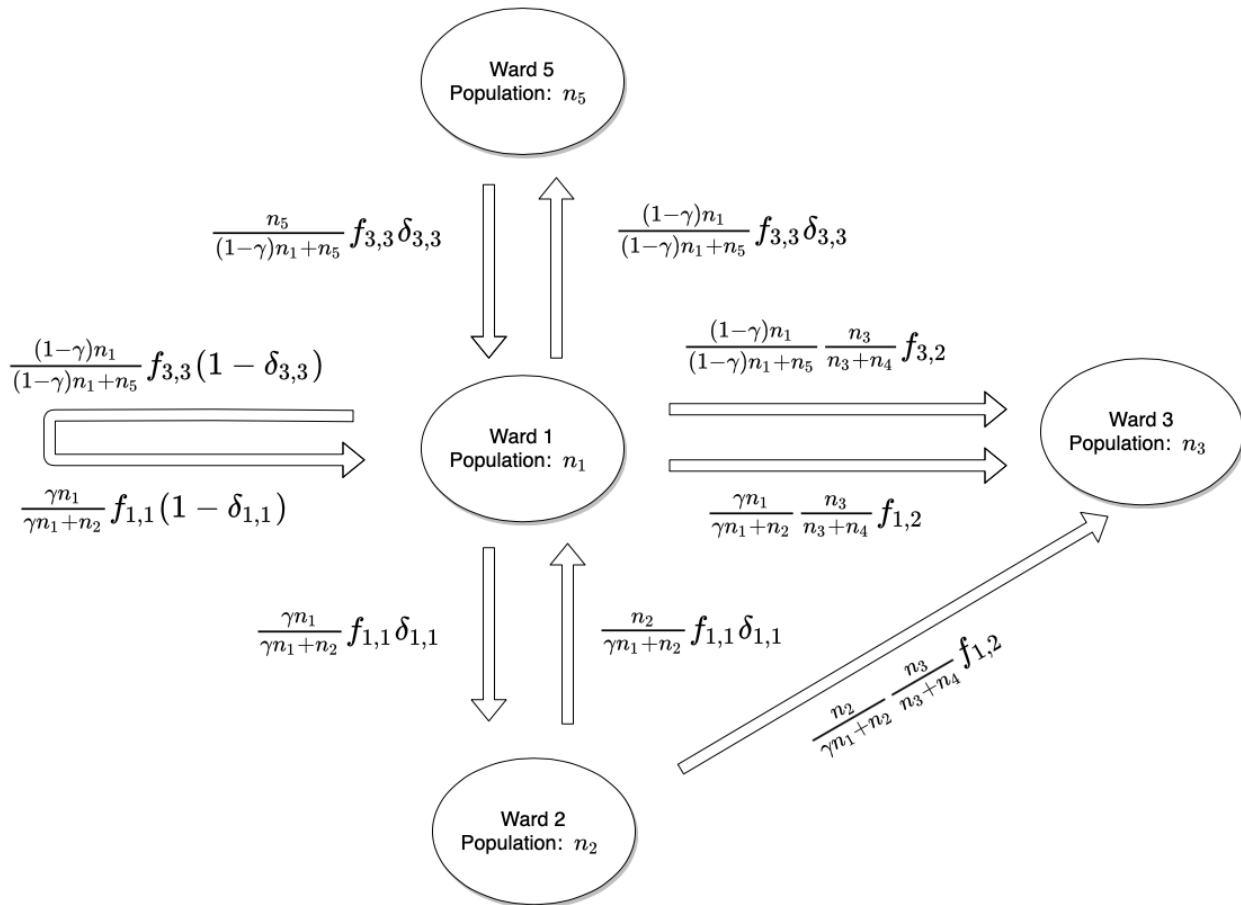 Ward 5
Population: $n_5$
$\frac{n_5}{(1-\gamma)n_1+n_5} f_{3,3}\delta_{3,3}$
$\frac{(1-\gamma)n_1}{(1-\gamma)n_1+n_5} f_{3,3}\delta_{3,3}$
$\frac{(1-\gamma)n_1}{(1-\gamma)n_1+n_5} f_{3,3}(1-\delta_{3,3})$
$\frac{(1-\gamma)n_1}{(1-\gamma)n_1+n_5} \frac{n_3}{n_3+n_4} f_{3,2}$
Ward 1
Population: $n_1$
Ward 3
Population: $n_3$
$\frac{\gamma n_1}{\gamma n_1+n_2} f_{1,1}(1-\delta_{1,1})$
$\frac{\gamma n_1}{\gamma n_1+n_2} \frac{n_3}{n_3+n_4} f_{1,2}$
$\frac{\gamma n_1}{\gamma n_1+n_2} f_{1,1}\delta_{1,1}$
$\frac{n_2}{\gamma n_1+n_2} f_{1,1}\delta_{1,1}$
$\frac{n_2}{\gamma n_1+n_2} \frac{n_3}{n_3+n_4} f_{1,2}$
Ward 2
Population: $n_2$